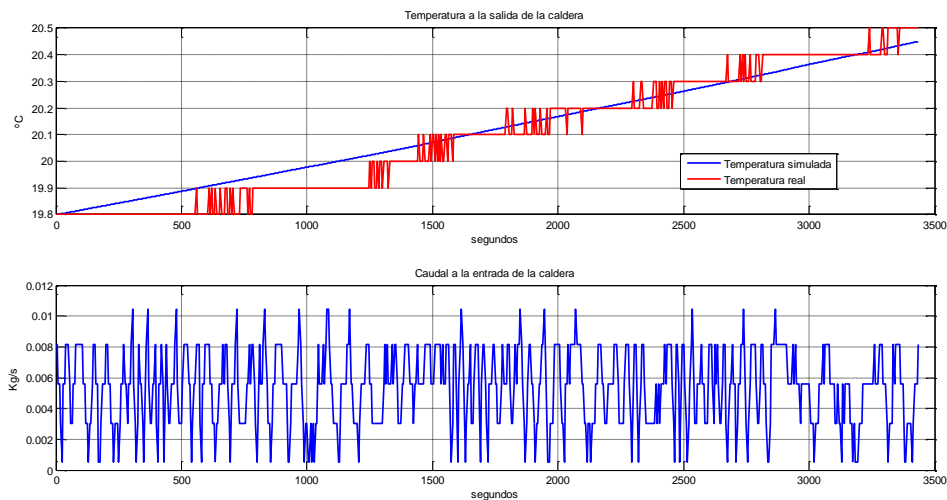 Temperatura a la salida de la caldera
20.5
20.4
20.3
20.2
20.1
20
19.9
19.8
ºC
Temperatura simulada
Temperatura real
0 500 1000 1500 2000 2500 3000 3500
segundos
Caudal a la entrada de la caldera
0.012
0.01
0.008
0.006
0.004
0.002
0
Kg/s
0 500 1000 1500 2000 2500 3000 3500
segundos